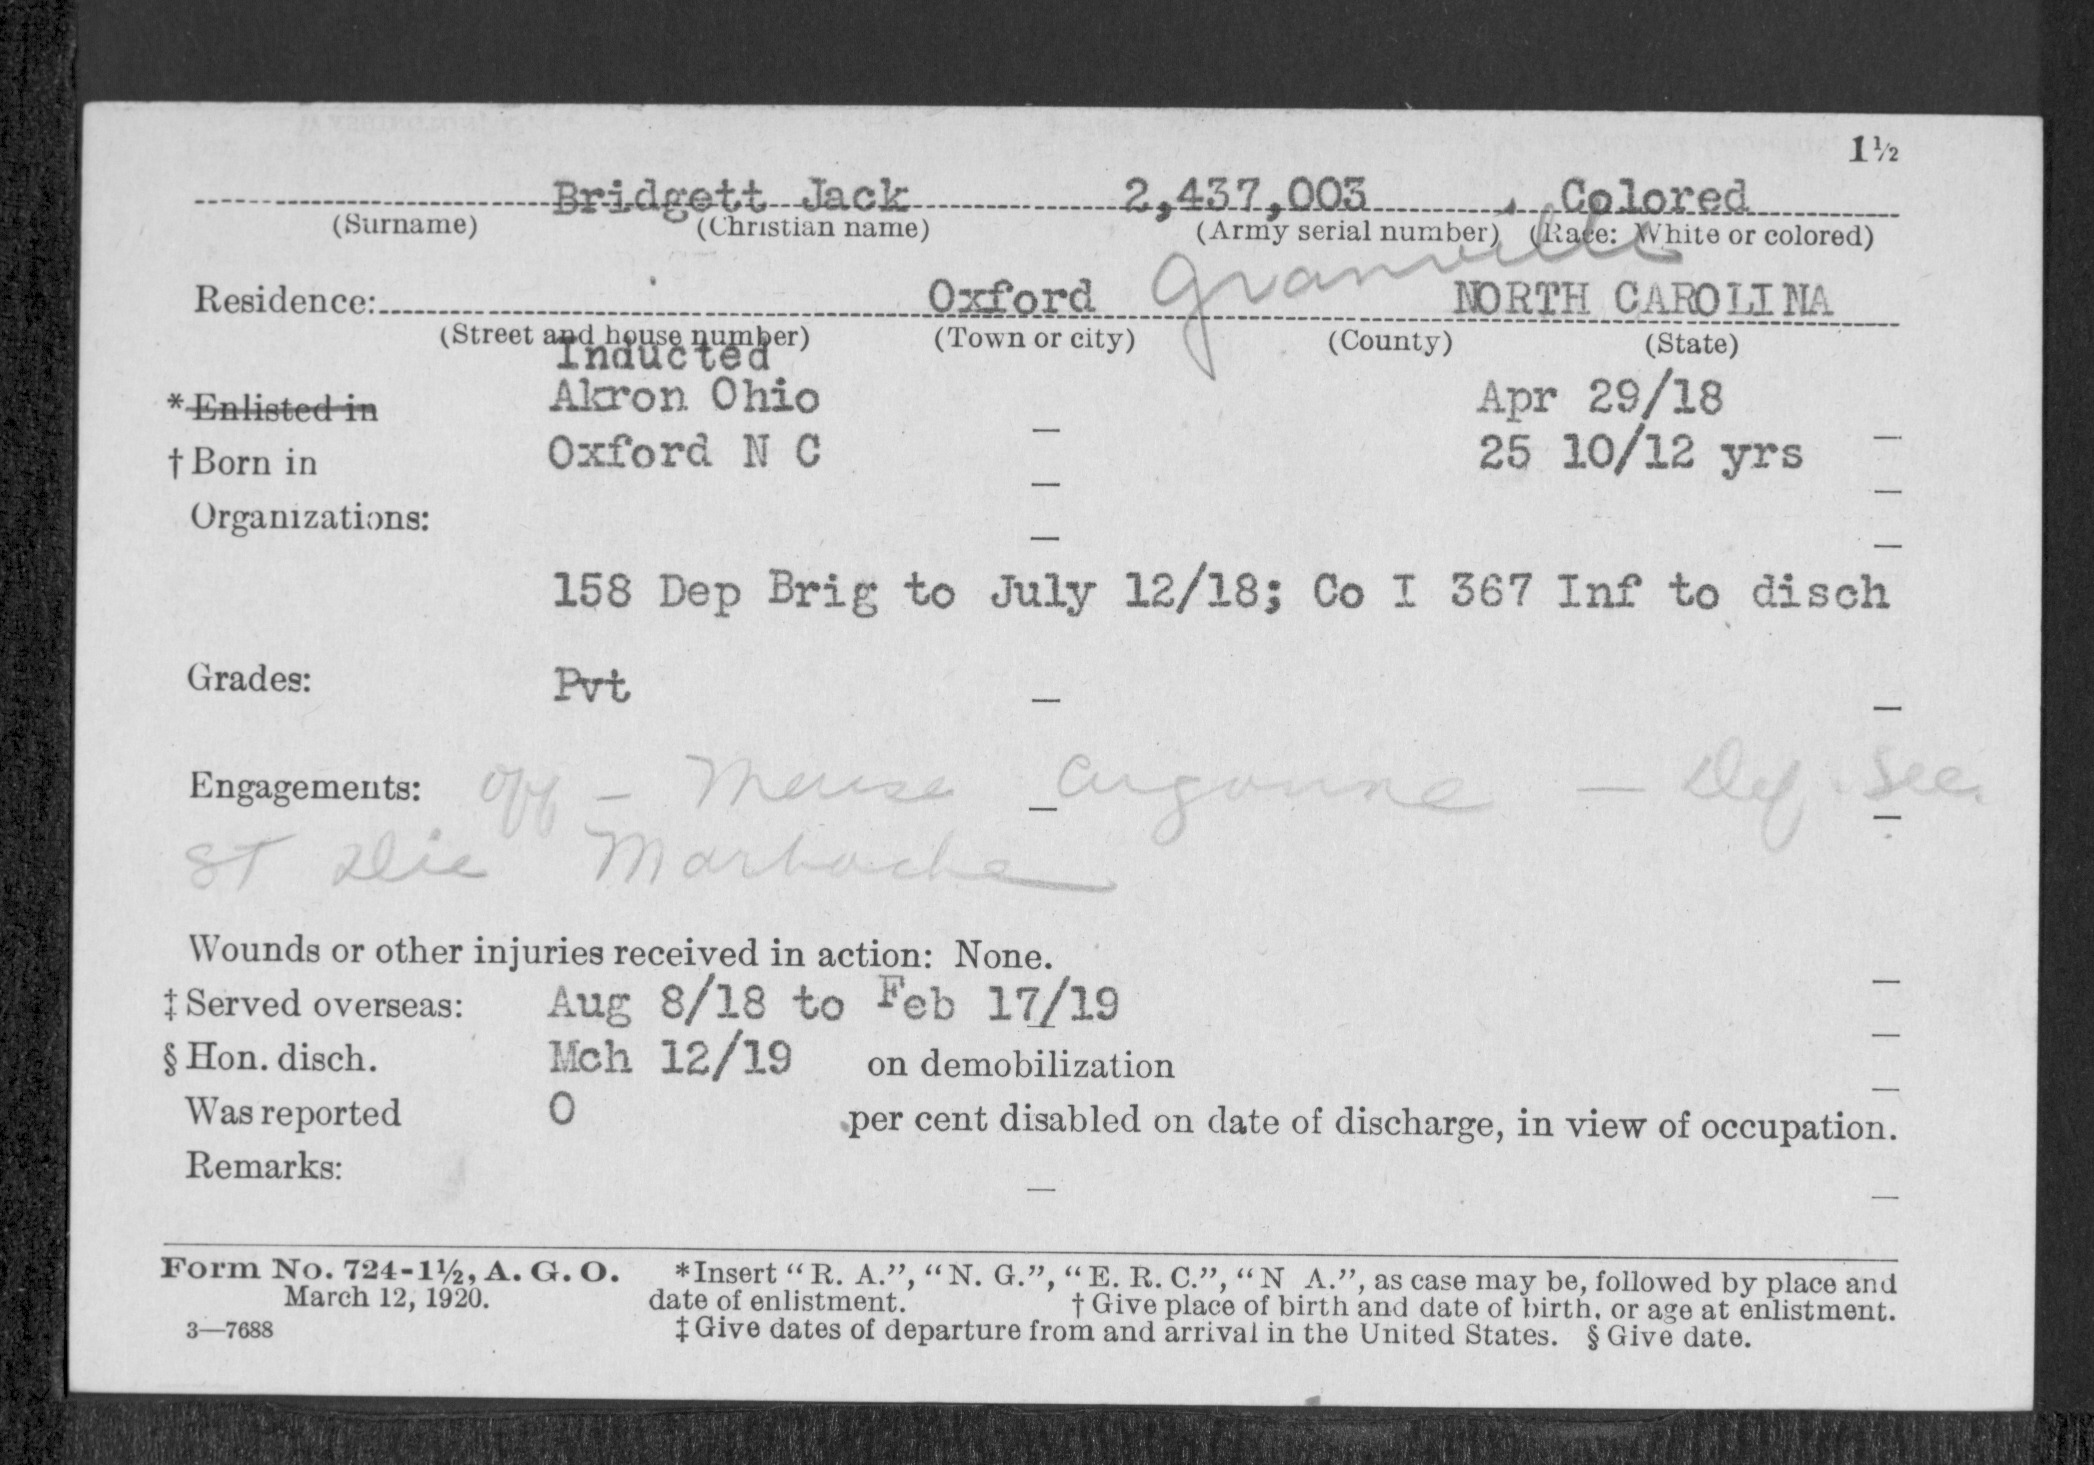 1½
Bridgett Jack 2,437,003 Colored
(Surname) (Christian name) (Army serial number) (Race: White or colored)
Residence: Oxford Granville NORTH CAROLINA
(Street and house number) (Town or city) (County) (State)
Inducted
*Enlisted in Akron Ohio Apr 29/18
†Born in Oxford N C 25 10/12 yrs
Organizations:
158 Dep Brig to July 12/18; Co I 367 Inf to disch
Grades: Pvt
Engagements: Off - Meuse Argonne - Def. Sec.
St Die Marbache
Wounds or other injuries received in action: None.
‡Served overseas: Aug 8/18 to Feb 17/19
§Hon. disch. Mch 12/19 on demobilization
Was reported 0 per cent disabled on date of discharge, in view of occupation.
Remarks:
Form No. 724-1½, A. G. O. *Insert "R. A.", "N. G.", "E. R. C.", "N A.", as case may be, followed by place and
March 12, 1920. date of enlistment. †Give place of birth and date of birth, or age at enlistment.
3—7688 ‡Give dates of departure from and arrival in the United States. §Give date.